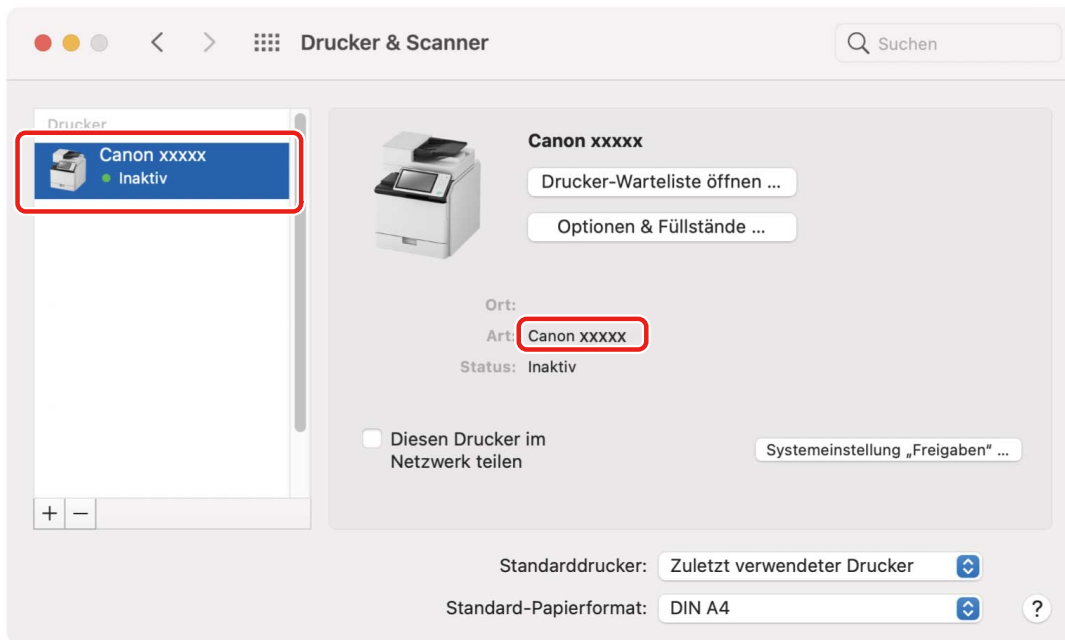 Drucker & Scanner
Suchen
Drucker
Canon xxxxx
Inaktiv
Canon xxxxx
Drucker-Warteliste öffnen ...
Optionen & Füllstände ...
Ort:
Art: Canon xxxxx
Status: Inaktiv
Diesen Drucker im
Netzwerk teilen
Systemeinstellung „Freigaben“ ...
+ −
Standarddrucker: Zuletzt verwendeter Drucker
Standard-Papierformat: DIN A4
?